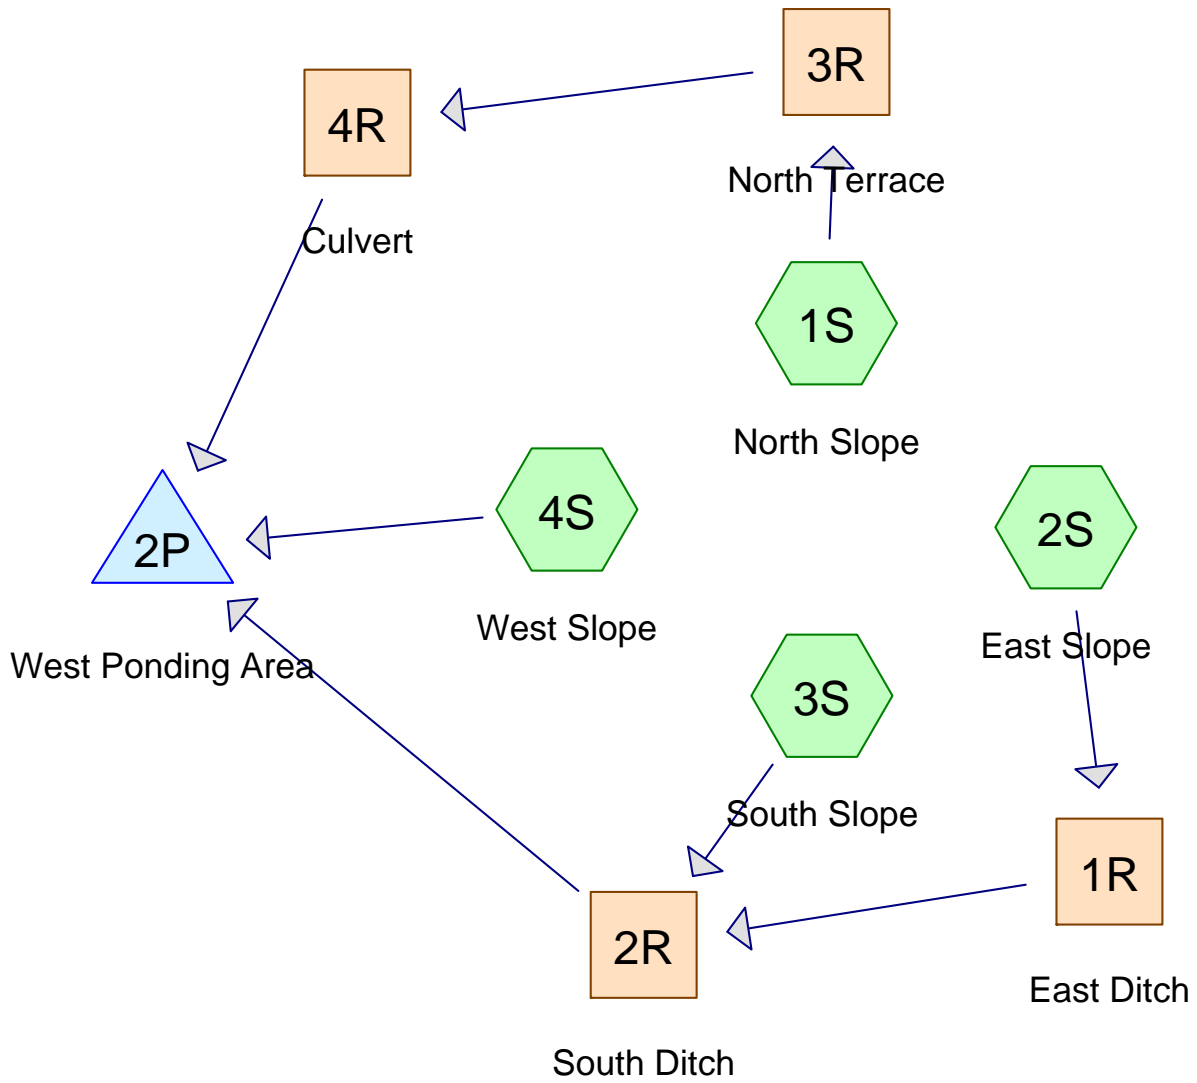 3R
North Terrace
4R
Culvert
1S
North Slope
4S
West Slope
2S
East Slope
2P
West Ponding Area
3S
South Slope
1R
East Ditch
2R
South Ditch